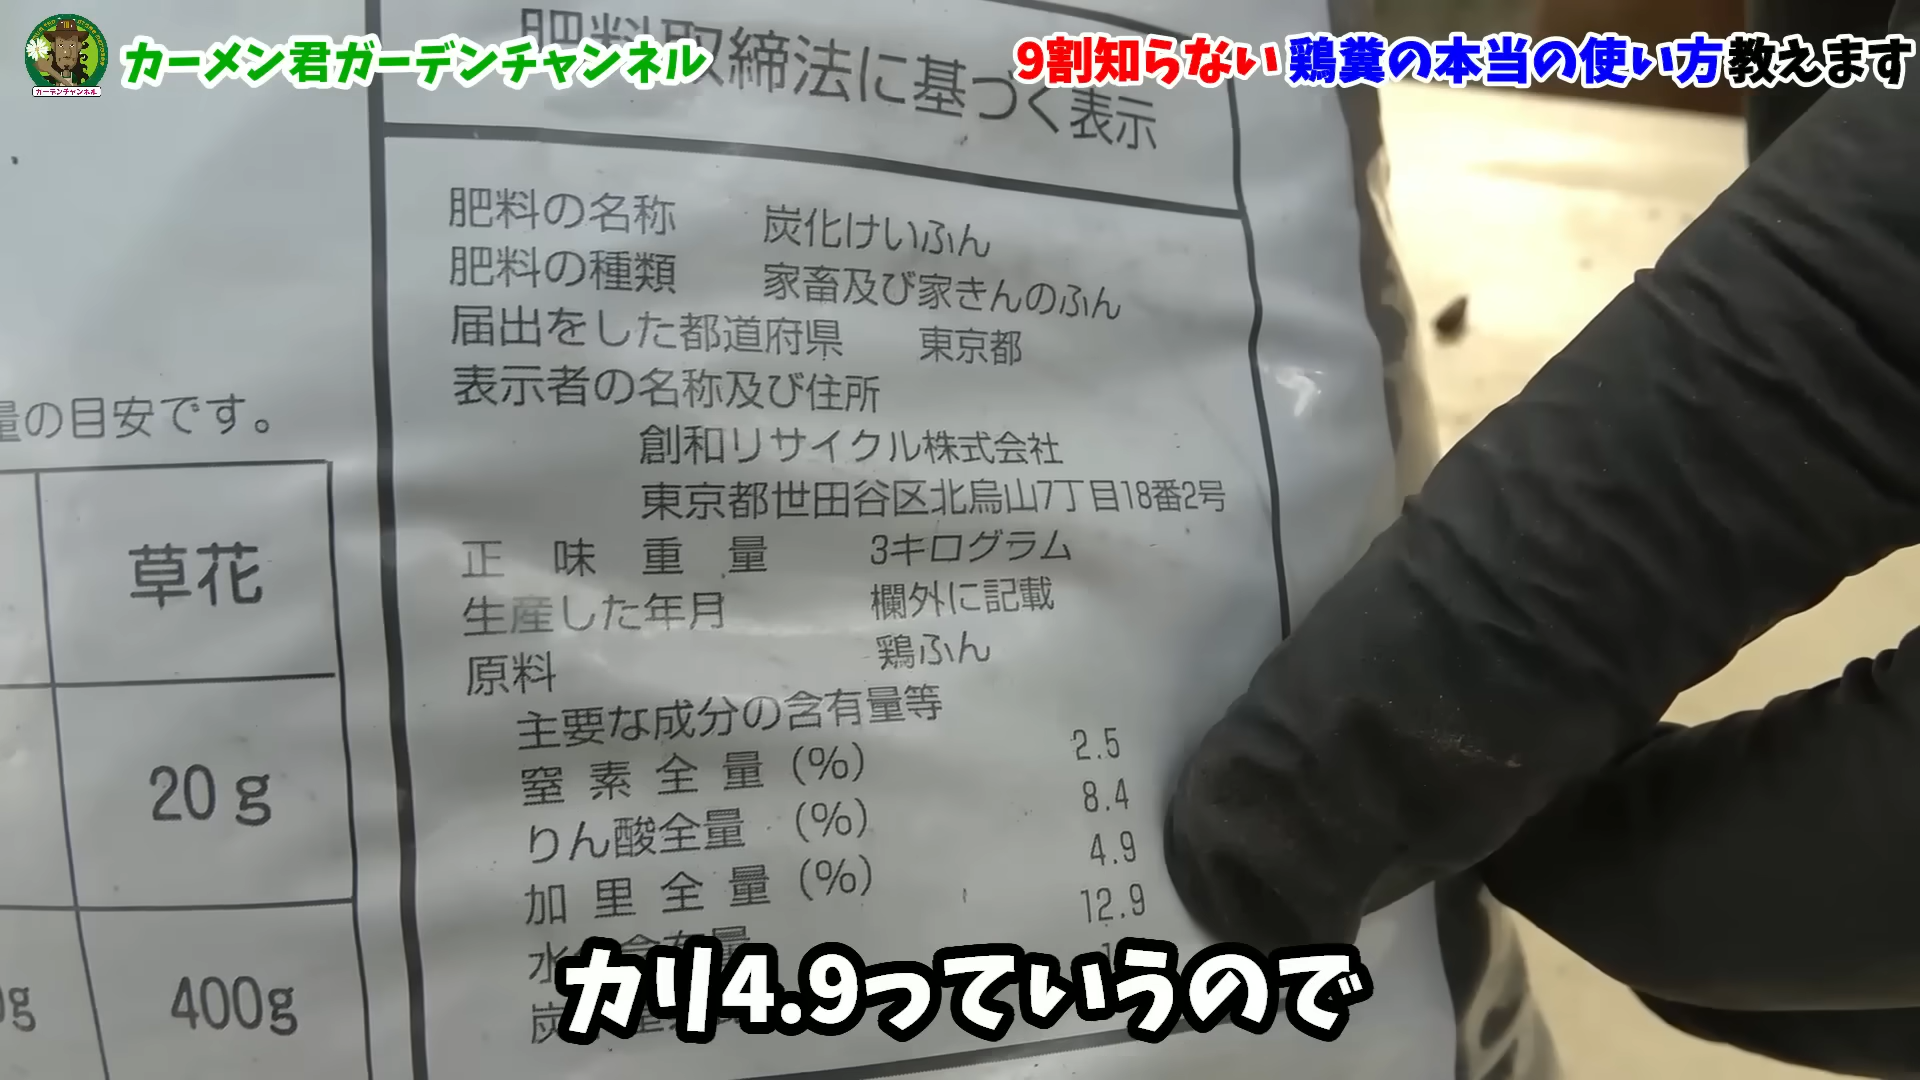 カーメン君ガーデンチャンネル
9割知らない 鶏糞の本当の使い方教えます
ガーデンチャンネル
肥料取締法に基づく表示
肥料の名称 炭化けいふん
肥料の種類 家畜及び家きんのふん
届出をした都道府県 東京都
表示者の名称及び住所
創和リサイクル株式会社
東京都世田谷区北烏山7丁目18番2号
正味重量 3キログラム
生産した年月 欄外に記載
原料 鶏ふん
主要な成分の含有量等
窒素全量(%) 2.5
りん酸全量(%) 8.4
加里全量(%) 4.9
12.9
量の目安です。
草花
20g
400g
カリ4.9っていうので